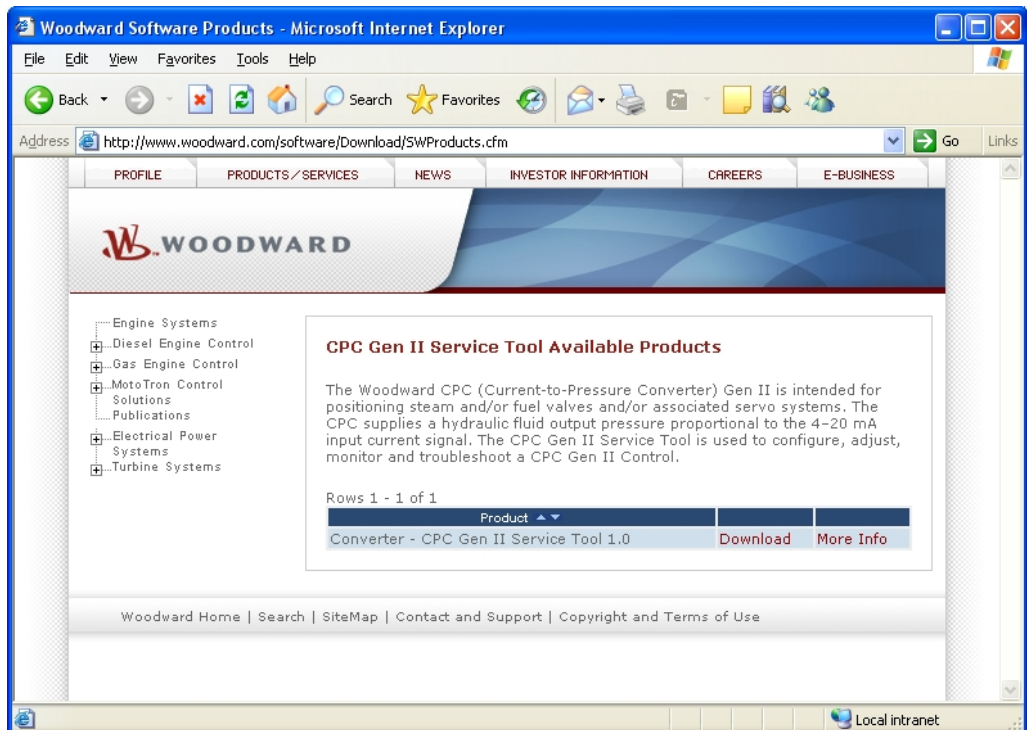 Woodward Software Products - Microsoft Internet Explorer
File Edit View Favorites Tools Help
Back Search Favorites
Address http://www.woodward.com/software/Download/SWProducts.cfm Go Links
PROFILE PRODUCTS/SERVICES NEWS INVESTOR INFORMATION CAREERS E-BUSINESS
WOODWARD
Engine Systems
Diesel Engine Control
Gas Engine Control
MotoTron Control
Solutions
Publications
Electrical Power
Systems
Turbine Systems
CPC Gen II Service Tool Available Products
The Woodward CPC (Current-to-Pressure Converter) Gen II is intended for
positioning steam and/or fuel valves and/or associated servo systems. The
CPC supplies a hydraulic fluid output pressure proportional to the 4-20 mA
input current signal. The CPC Gen II Service Tool is used to configure, adjust,
monitor and troubleshoot a CPC Gen II Control.
Rows 1 - 1 of 1
Product
Converter - CPC Gen II Service Tool 1.0 Download More Info
Woodward Home | Search | SiteMap | Contact and Support | Copyright and Terms of Use
Local intranet